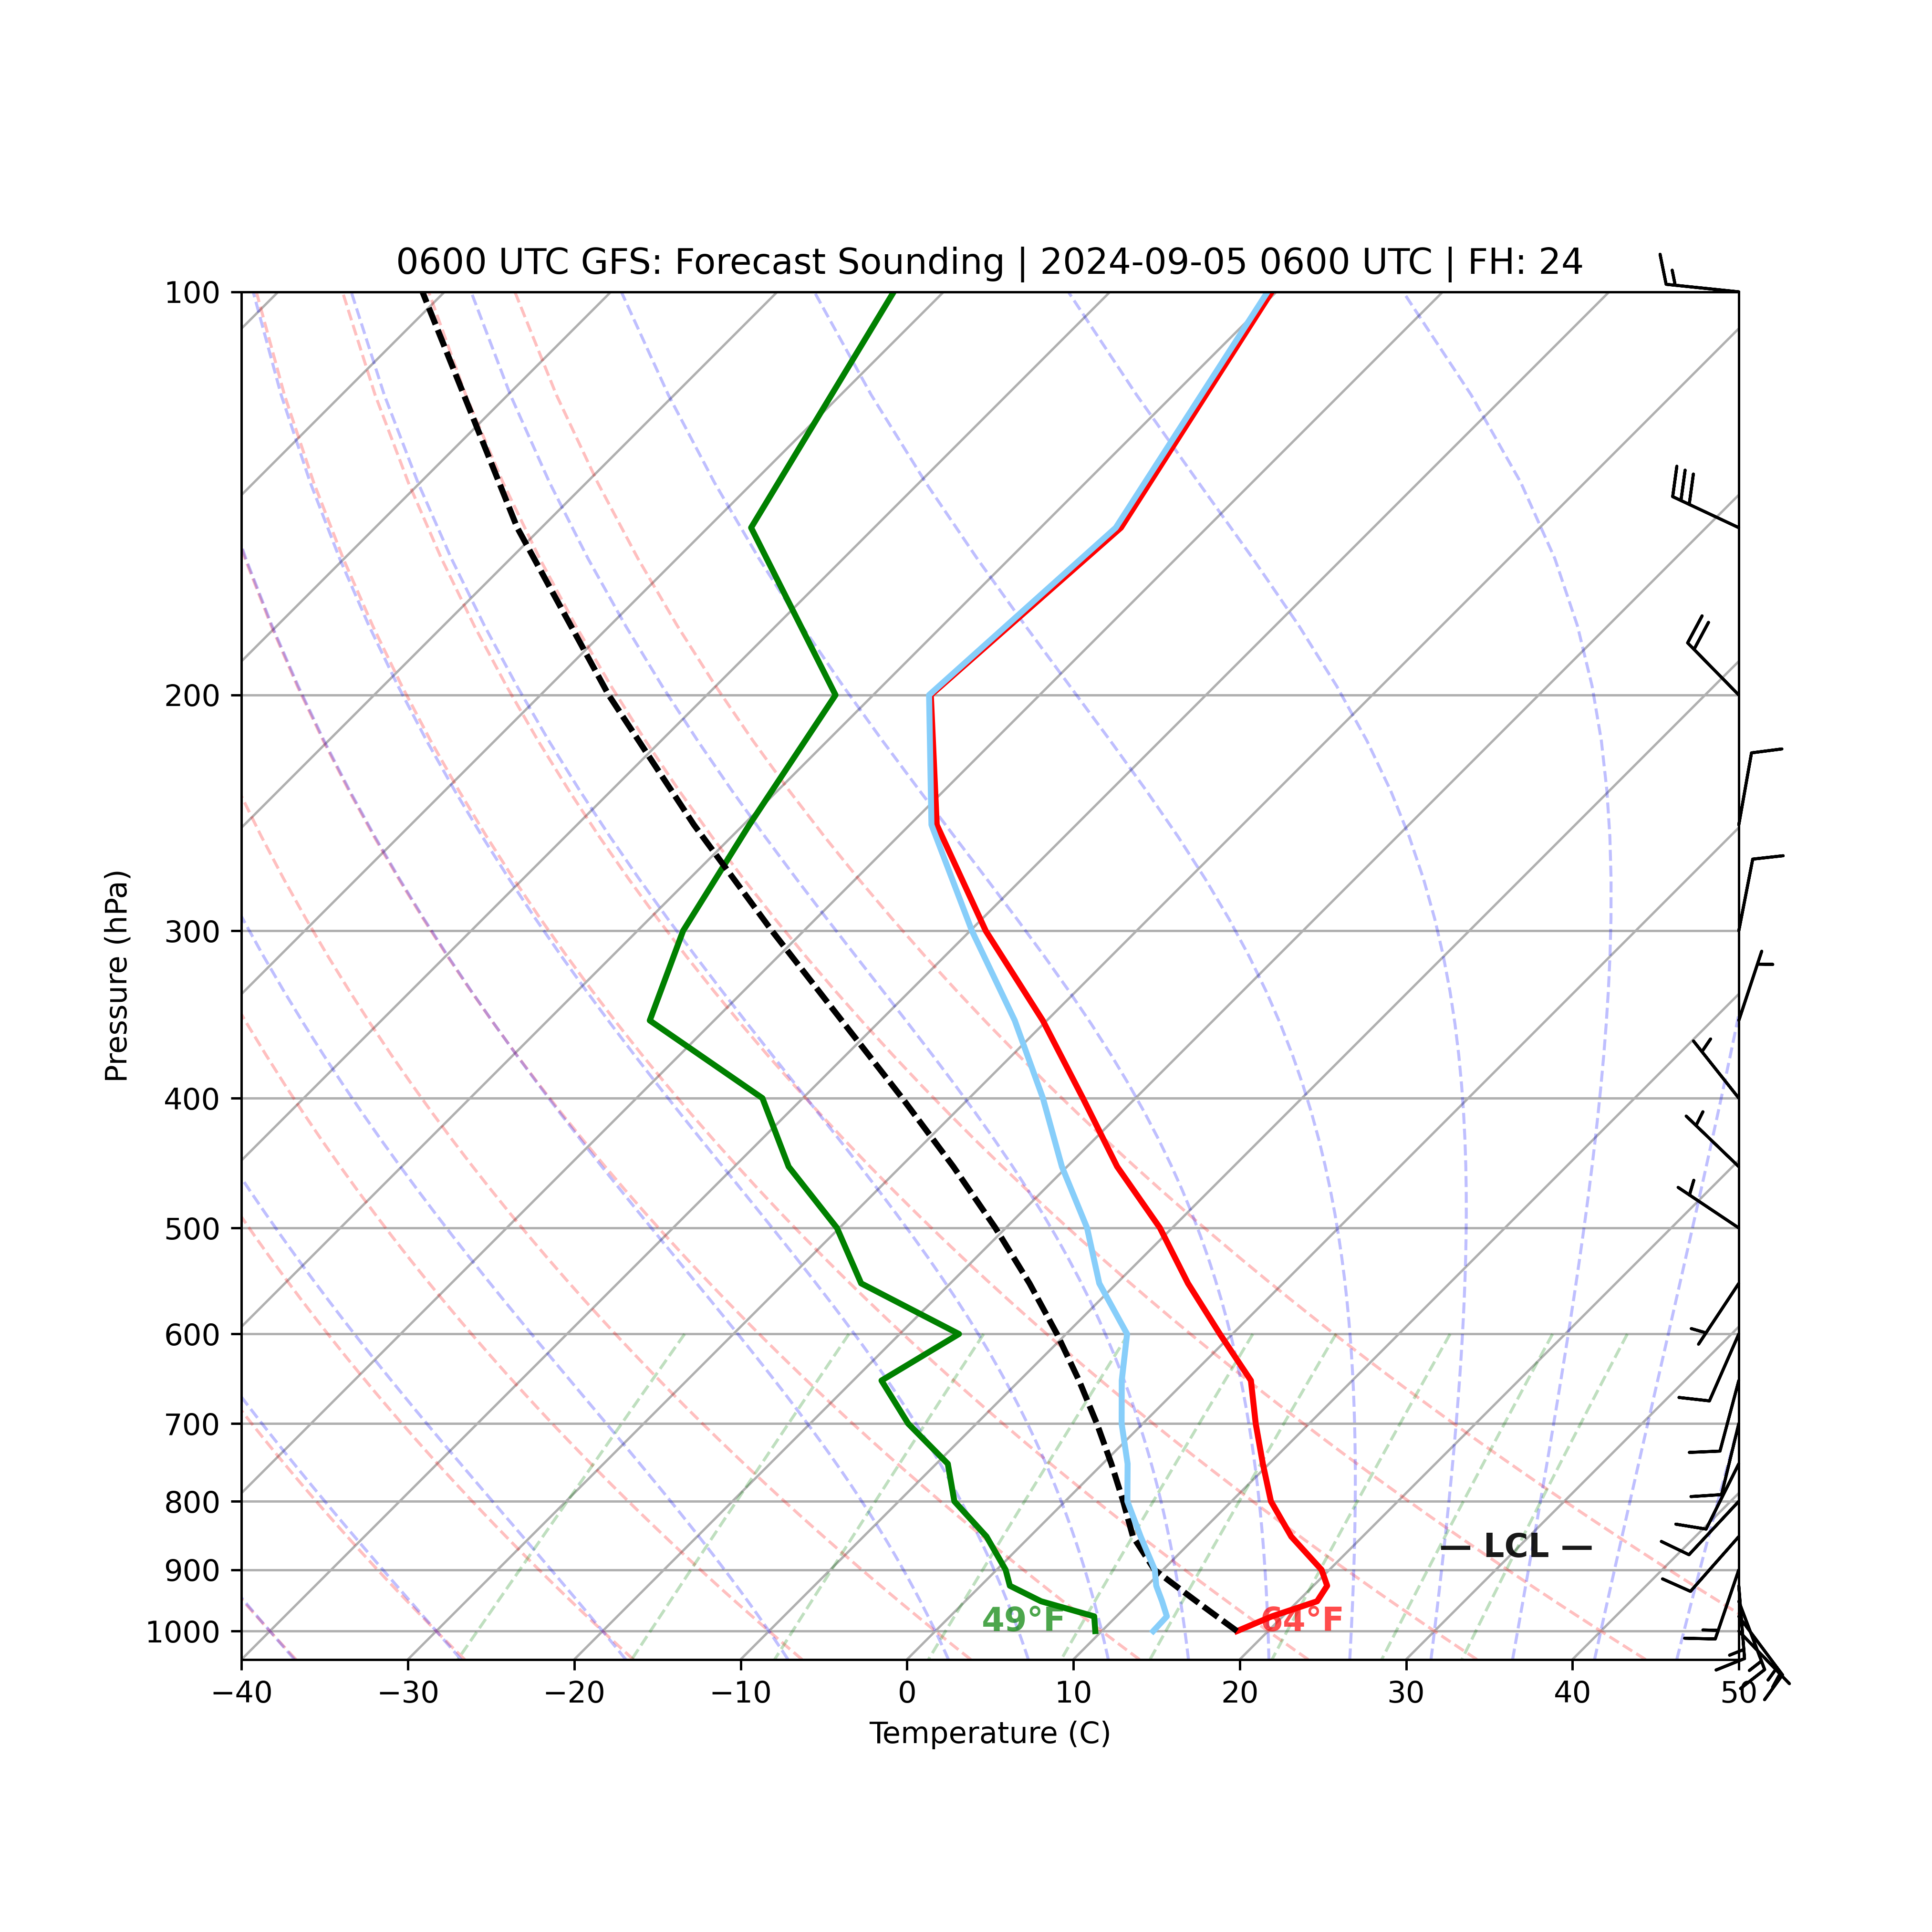 0600 UTC GFS: Forecast Sounding | 2024-09-05 0600 UTC | FH: 24
100
200
300
400
500
600
700
800
900
1000
Pressure (hPa)
— LCL —
49°F
64°F
−40 −30 −20 −10 0 10 20 30 40 50
Temperature (C)